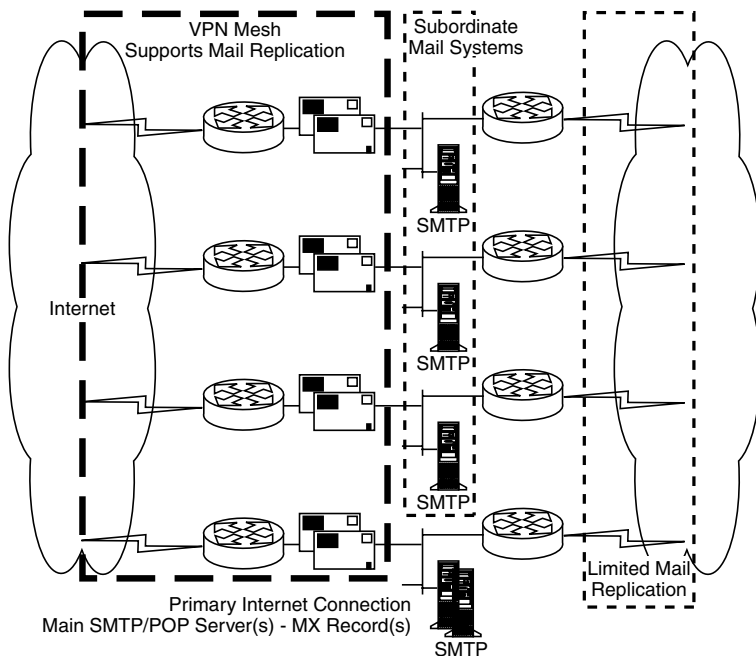 VPN Mesh
Supports Mail Replication
Subordinate
Mail Systems
SMTP
Internet
SMTP
SMTP
Limited Mail
Replication
Primary Internet Connection
Main SMTP/POP Server(s) - MX Record(s)
SMTP